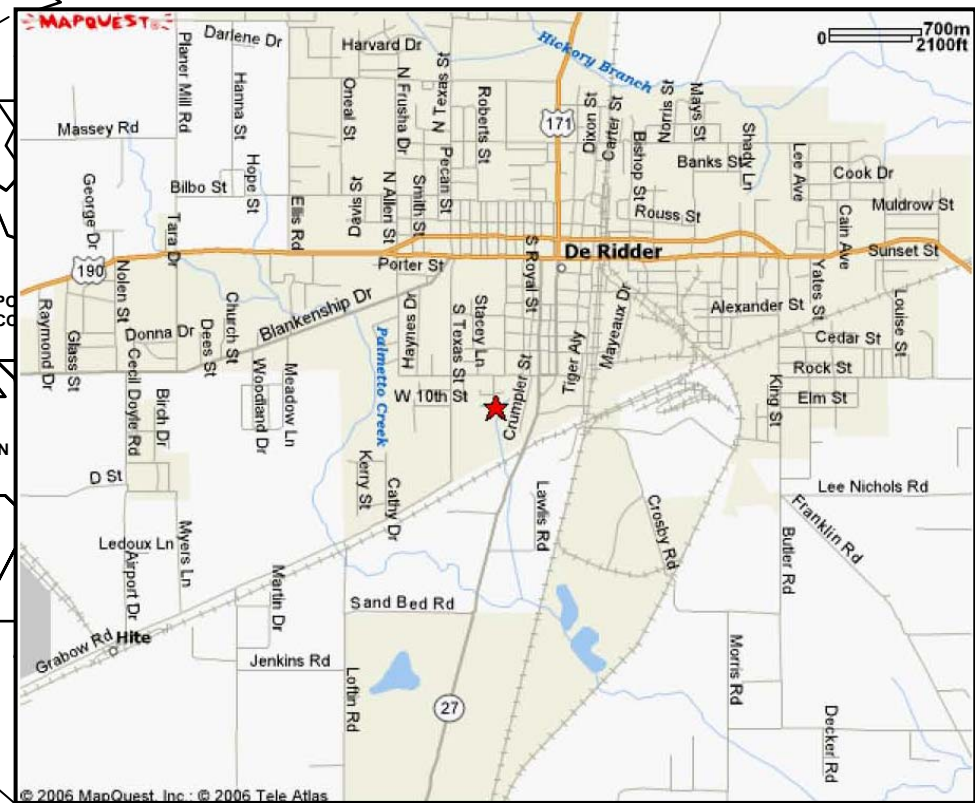 MAPQUEST
Darlene Dr
Planer Mill Rd
Hanna St
Harvard Dr
Oneal St
N Frusha Dr
N Texas St
Roberts St
Hickory Branch
171
0
700m
2100ft
Dixon St
Carter St
Norris St
Mays St
Bishop St
Banks St
Shady Ln
Lee Ave
Cook Dr
Massey Rd
George Dr
Bilbo St
Hope St
Ellis Rd
Davis St
N Allen St
Smith St
Pecan St
Rouss St
Muldrow St
Cain Ave
Sunset St
Tara Dr
190
Porter St
S Royal St
De Ridder
Nolen St
Raymond Dr
Glass St
Donna Dr
Cecil Doyle Rd
Dees St
Church St
Blankenship Dr
Palmetto Creek
Haynes Dr
S Texas St
Stacey Ln
Crumpler St
Tiger Aly
Mayeaux Dr
Alexander St
Yates St
Louise St
Cedar St
Rock St
Elm St
King St
Birch Dr
Woodland Dr
Meadow Ln
W 10th St
D St
Kerry St
Cathy Dr
Lawlis Rd
Crosby Rd
Lee Nichols Rd
Franklin Rd
Butler Rd
Ledoux Ln
Myers Ln
Airport Dr
Martin Dr
Sand Bed Rd
Grabow Rd
Hite
Jenkins Rd
Loftin Rd
27
Morris Rd
Decker Rd
© 2006 MapQuest, Inc.; © 2006 Tele Atlas